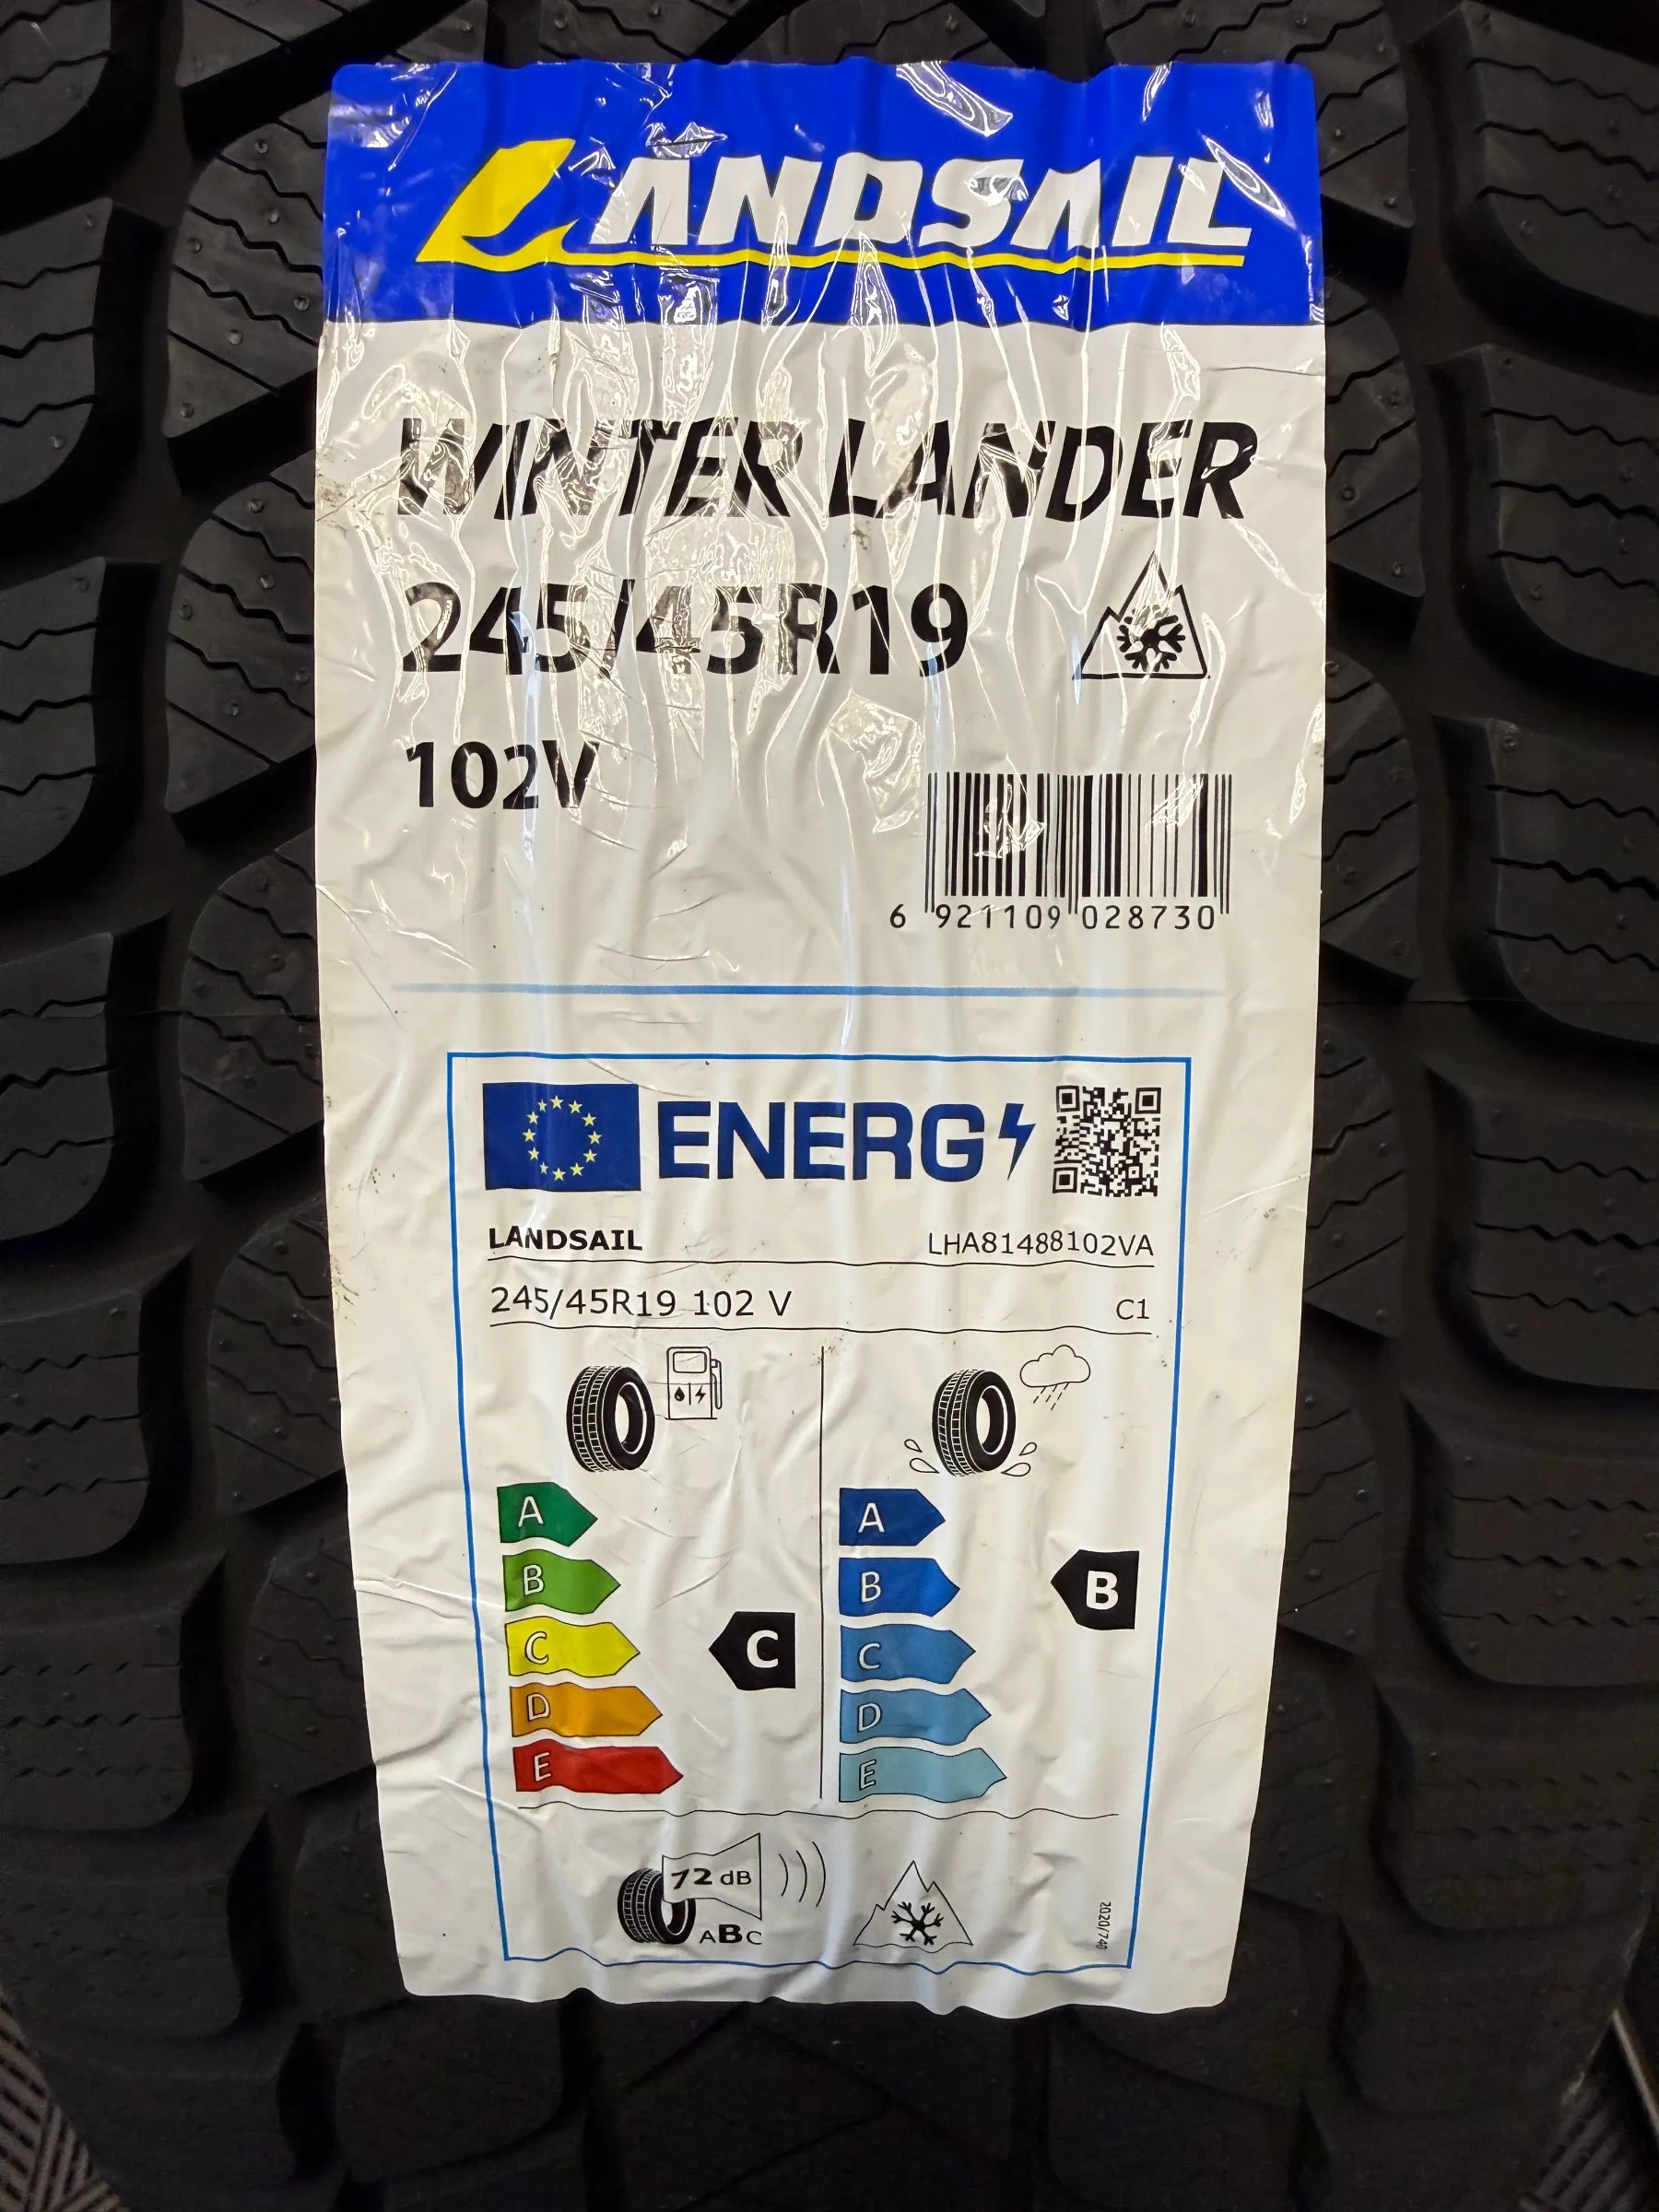 LANDSAIL
WINTER LANDER
245/45R19
102V
6 921109 028730
ENERG
LANDSAIL LHA81488102VA
245/45R19 102 V C1
A A
B B B
C C C
D D
E E
72 dB
ABC
2020/740